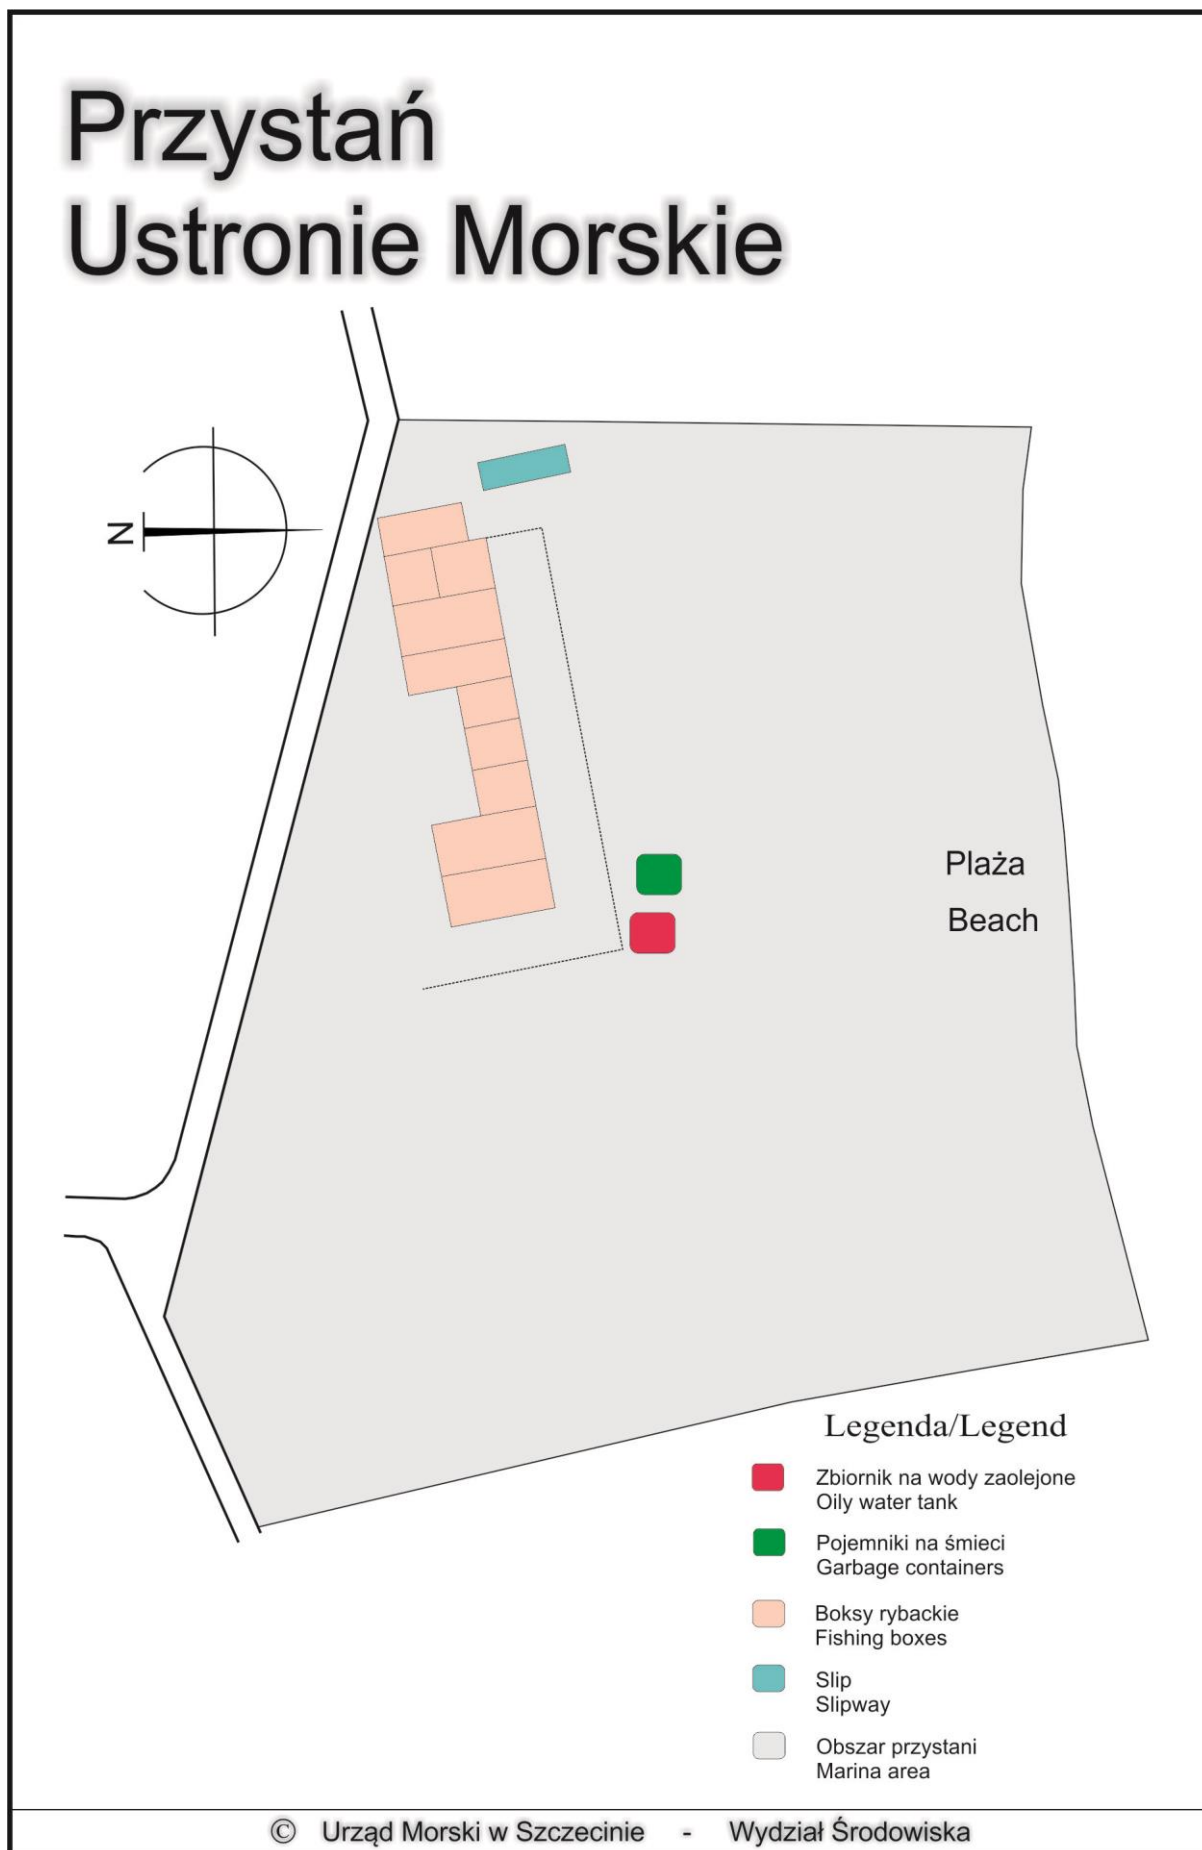 Przystań
Ustronie Morskie
N
Plaża
Beach
Legenda/Legend
Zbiornik na wody zaolejone
Oily water tank
Pojemniki na śmieci
Garbage containers
Boksy rybackie
Fishing boxes
Slip
Slipway
Obszar przystani
Marina area
© Urząd Morski w Szczecinie - Wydział Środowiska